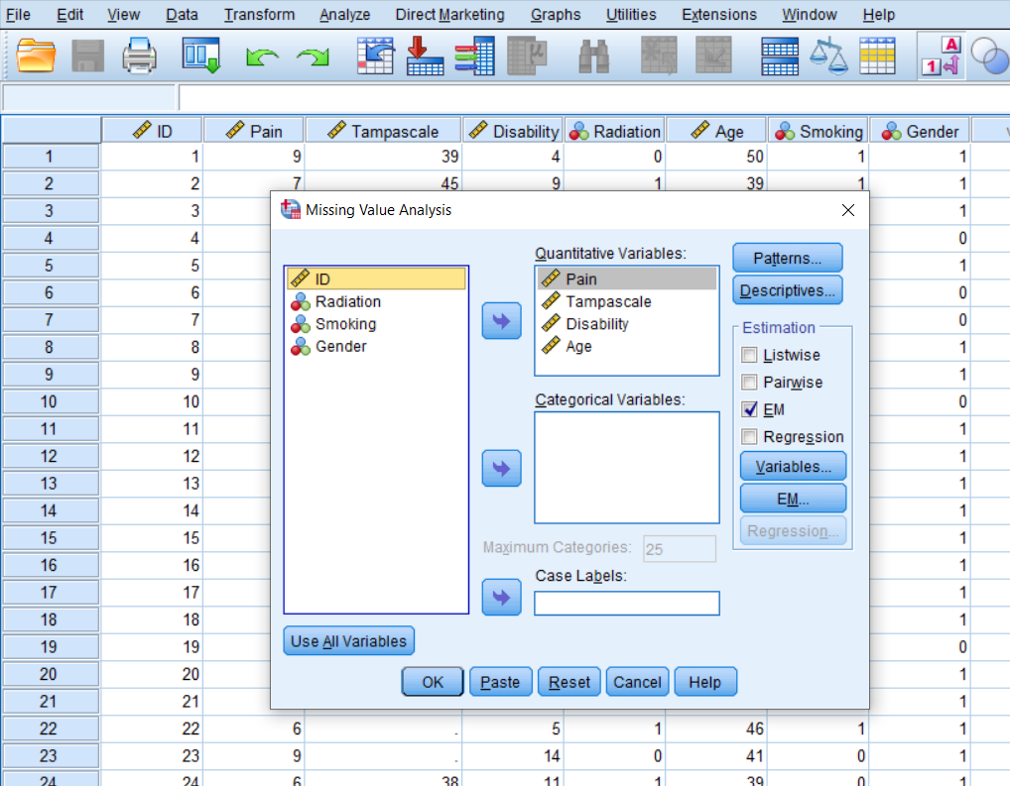 File Edit View Data Transform Analyze Direct Marketing Graphs Utilities Extensions Window Help
A
1
ID Pain Tampascale Disability Radiation Age Smoking Gender
1 1 9 39 4 0 50 1 1
2 2 7 45 9 1 39 1 1
3 3 1
4 4 0
5 5 1
6 6 0
7 7 0
8 8 1
9 9 1
10 10 0
11 11 1
12 12 1
13 13 1
14 14 1
15 15 1
16 16 1
17 17 1
18 18 1
19 19 0
20 20 1
21 21 1
22 22 6 . 5 1 46 1 1
23 23 9 . 14 0 41 0 1
24 24 6 38 11 1 39 0 1
Missing Value Analysis
ID
Radiation
Smoking
Gender
Use All Variables
Quantitative Variables:
Pain
Tampascale
Disability
Age
Categorical Variables:
Maximum Categories: 25
Case Labels:
Patterns...
Descriptives...
Estimation
Listwise
Pairwise
EM
Regression
Variables...
EM...
Regression...
OK Paste Reset Cancel Help